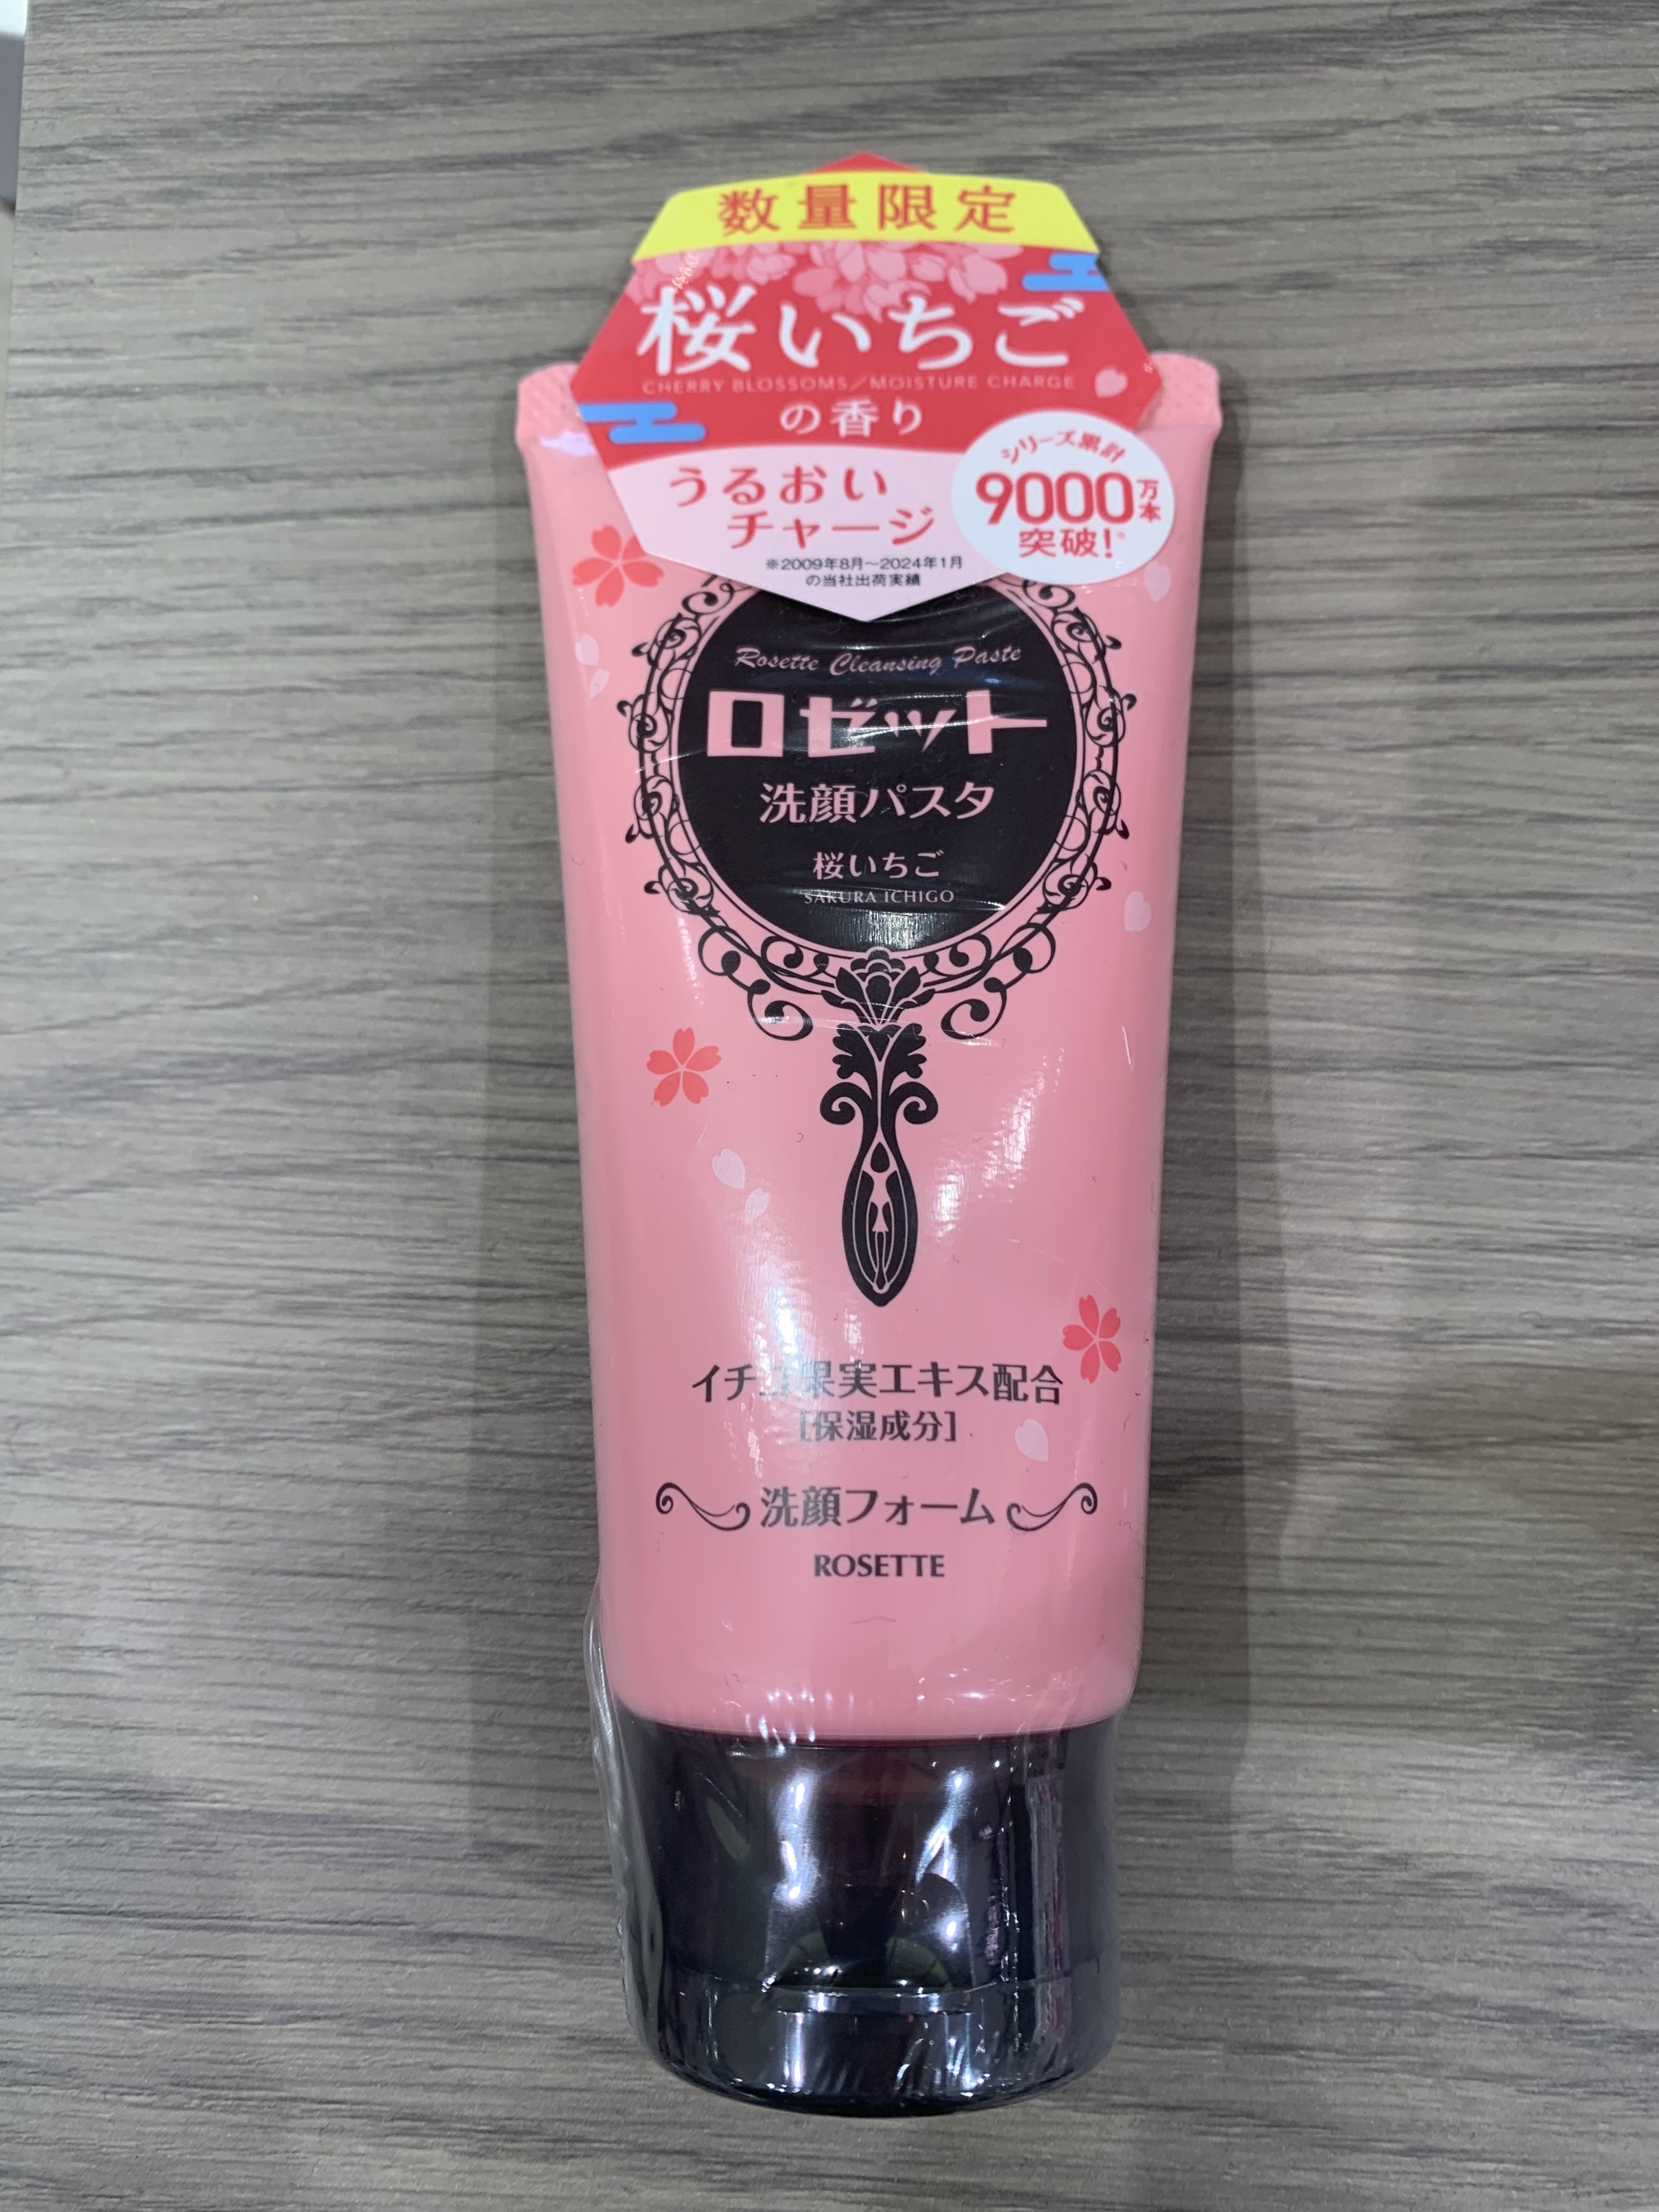 数量限定
桜いちご
CHERRY BLOSSOMS/MOISTURE CHARGE
の香り
うるおい
チャージ
シリーズ累計
9000万本
突破!※
※2009年8月〜2024年1月
の当社出荷実績
Rosette Cleansing Paste
ロゼット
洗顔パスタ
桜いちご
SAKURA ICHIGO
イチゴ果実エキス配合
[保湿成分]
洗顔フォーム
ROSETTE